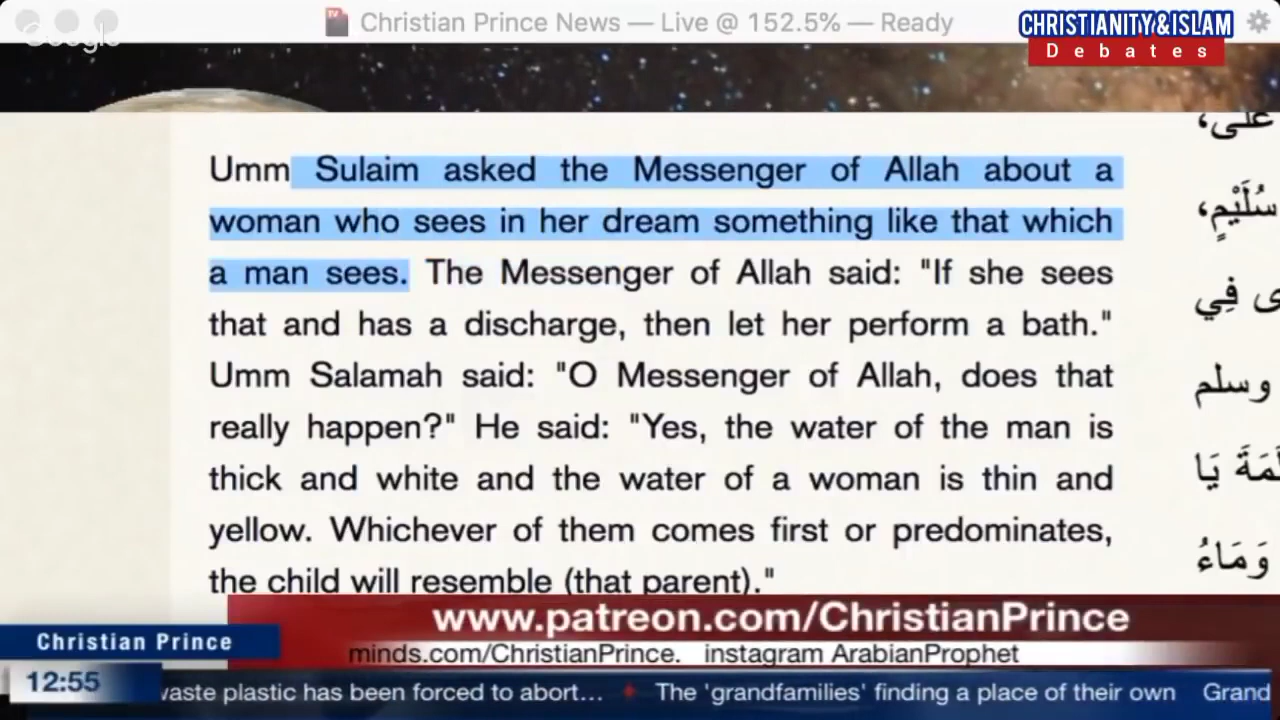 Christian Prince News — Live @ 152.5% — Ready
CHRISTIANITY & ISLAM
Debates
Google
Umm Sulaim asked the Messenger of Allah about a
woman who sees in her dream something like that which
a man sees. The Messenger of Allah said: "If she sees
that and has a discharge, then let her perform a bath."
Umm Salamah said: "O Messenger of Allah, does that
really happen?" He said: "Yes, the water of the man is
thick and white and the water of a woman is thin and
yellow. Whichever of them comes first or predominates,
the child will resemble (that parent)."
سُلَيْمٍ،
فِي
وسلم
يَا
وَمَاءُ
www.patreon.com/ChristianPrince
Christian Prince
minds.com/ChristianPrince. instagram ArabianProphet
12:55
waste plastic has been forced to abort... The 'grandfamilies' finding a place of their own Grand